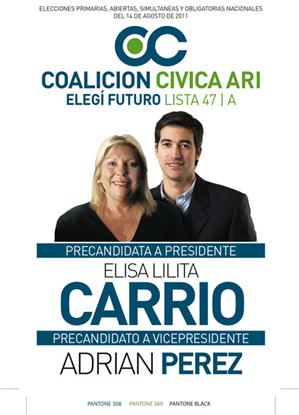 ELECCIONES PRIMARIAS, ABIERTAS, SIMULTANEAS Y OBLIGATORIAS NACIONALES
DEL 14 DE AGOSTO DE 2011
CC
COALICION CIVICA ARI
ELEGÍ FUTURO LISTA 47 | A
PRECANDIDATA A PRESIDENTE
ELISA LILITA
CARRIO
PRECANDIDATO A VICEPRESIDENTE
ADRIAN PEREZ
PANTONE 308 PANTONE 369 PANTONE BLACK